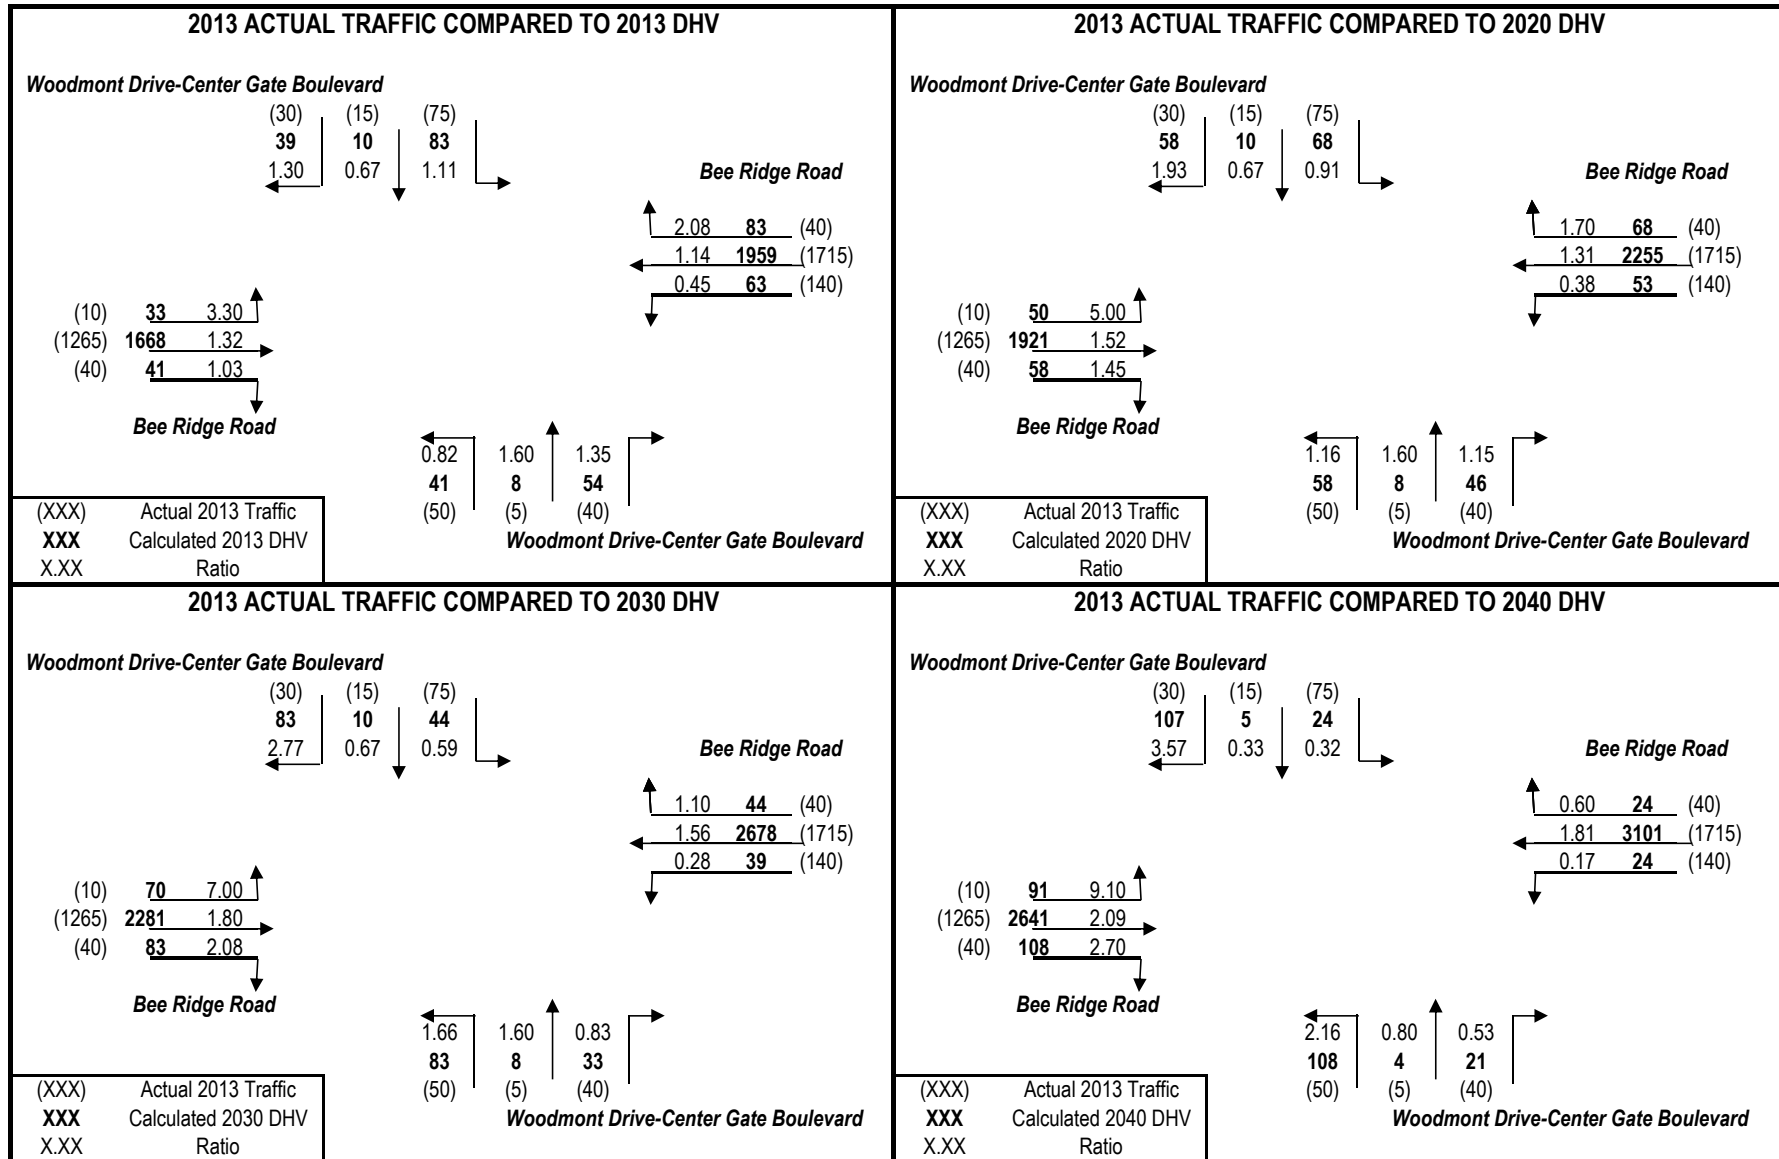 2013 ACTUAL TRAFFIC COMPARED TO 2013 DHV
Woodmont Drive-Center Gate Boulevard
(30) (15) (75)
39 10 83
1.30 0.67 1.11
Bee Ridge Road
2.08 83 (40)
1.14 1959 (1715)
0.45 63 (140)
(10) 33 3.30
(1265) 1668 1.32
(40) 41 1.03
Bee Ridge Road
0.82 1.60 1.35
41 8 54
(50) (5) (40)
Woodmont Drive-Center Gate Boulevard
(XXX) Actual 2013 Traffic
XXX Calculated 2013 DHV
X.XX Ratio
2013 ACTUAL TRAFFIC COMPARED TO 2020 DHV
Woodmont Drive-Center Gate Boulevard
(30) (15) (75)
58 10 68
1.93 0.67 0.91
Bee Ridge Road
1.70 68 (40)
1.31 2255 (1715)
0.38 53 (140)
(10) 50 5.00
(1265) 1921 1.52
(40) 58 1.45
Bee Ridge Road
1.16 1.60 1.15
58 8 46
(50) (5) (40)
Woodmont Drive-Center Gate Boulevard
(XXX) Actual 2013 Traffic
XXX Calculated 2020 DHV
X.XX Ratio
2013 ACTUAL TRAFFIC COMPARED TO 2030 DHV
Woodmont Drive-Center Gate Boulevard
(30) (15) (75)
83 10 44
2.77 0.67 0.59
Bee Ridge Road
1.10 44 (40)
1.56 2678 (1715)
0.28 39 (140)
(10) 70 7.00
(1265) 2281 1.80
(40) 83 2.08
Bee Ridge Road
1.66 1.60 0.83
83 8 33
(50) (5) (40)
Woodmont Drive-Center Gate Boulevard
(XXX) Actual 2013 Traffic
XXX Calculated 2030 DHV
X.XX Ratio
2013 ACTUAL TRAFFIC COMPARED TO 2040 DHV
Woodmont Drive-Center Gate Boulevard
(30) (15) (75)
107 5 24
3.57 0.33 0.32
Bee Ridge Road
0.60 24 (40)
1.81 3101 (1715)
0.17 24 (140)
(10) 91 9.10
(1265) 2641 2.09
(40) 108 2.70
Bee Ridge Road
2.16 0.80 0.53
108 4 21
(50) (5) (40)
Woodmont Drive-Center Gate Boulevard
(XXX) Actual 2013 Traffic
XXX Calculated 2040 DHV
X.XX Ratio